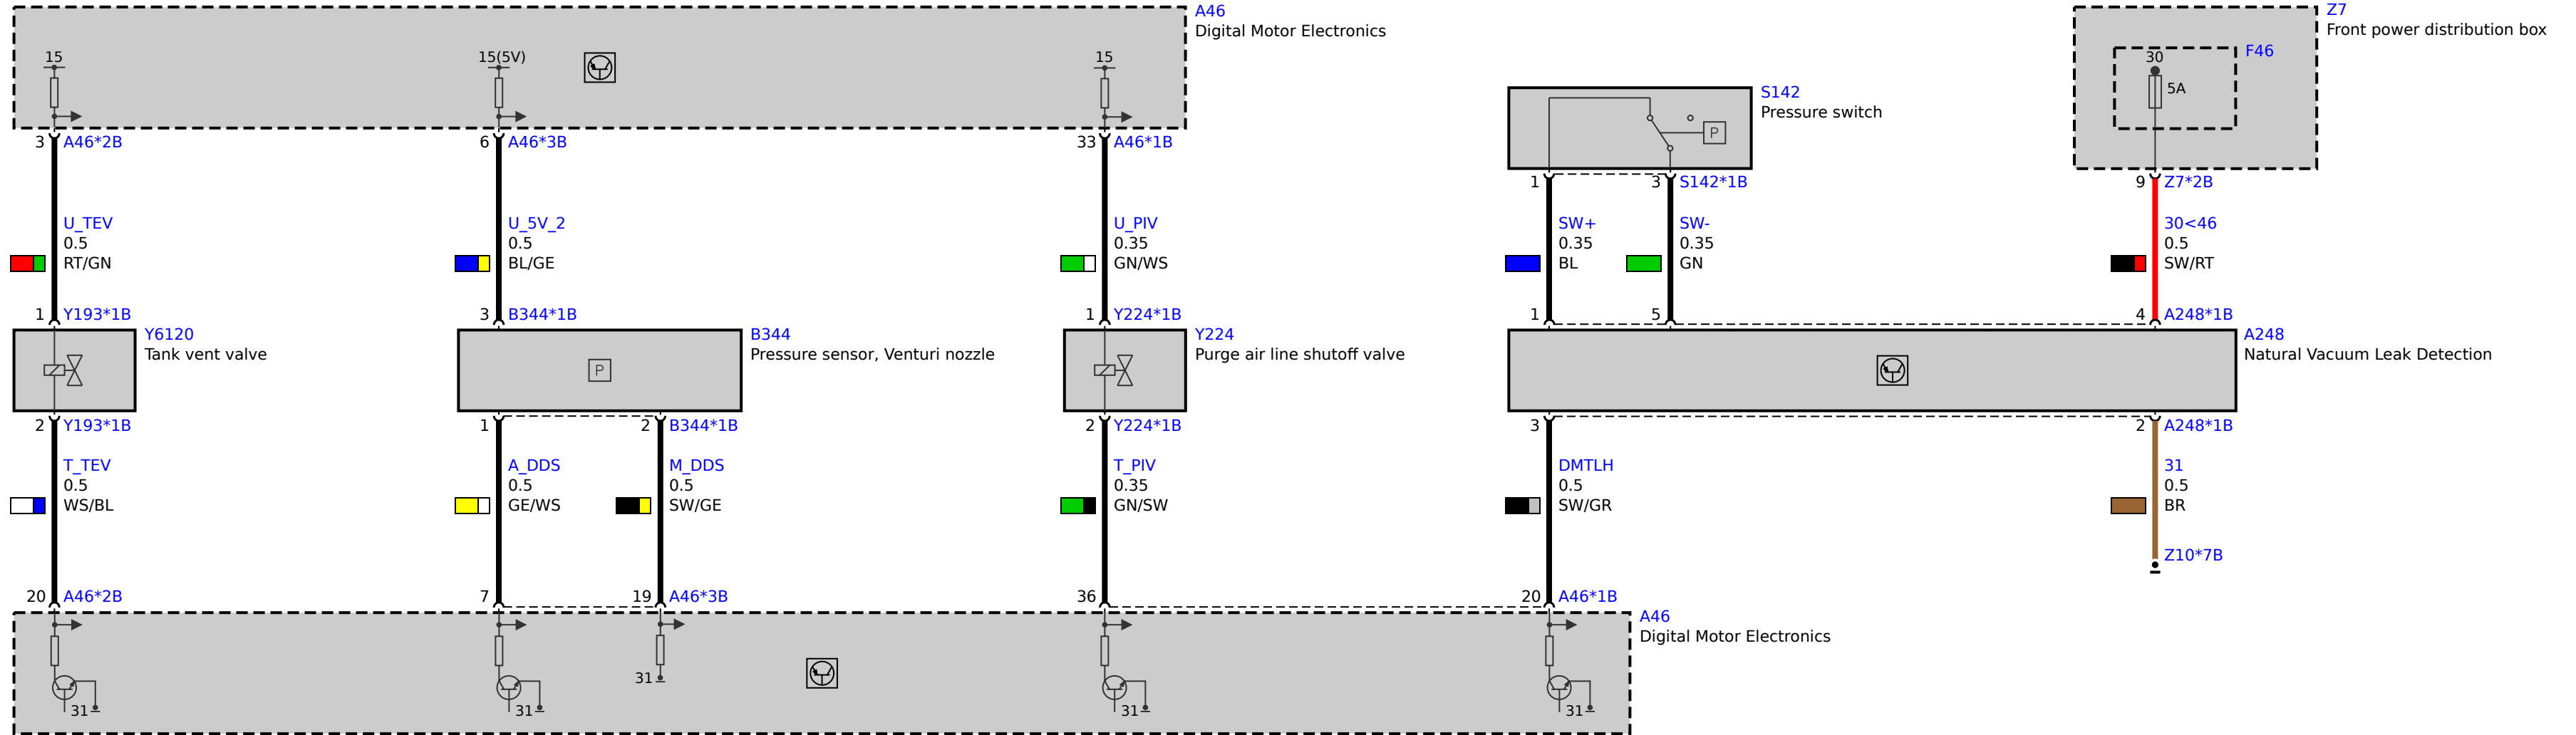 A46
Digital Motor Electronics
15
15(5V)
15
Z7
Front power distribution box
F46
30
5A
S142
Pressure switch
P
3 A46*2B
6 A46*3B
33 A46*1B
1
3 S142*1B
9 Z7*2B
U_TEV
0.5
RT/GN
U_5V_2
0.5
BL/GE
U_PIV
0.35
GN/WS
SW+
0.35
BL
SW-
0.35
GN
30<46
0.5
SW/RT
1 Y193*1B
3 B344*1B
1 Y224*1B
1
5
4 A248*1B
Y6120
Tank vent valve
P
B344
Pressure sensor, Venturi nozzle
Y224
Purge air line shutoff valve
A248
Natural Vacuum Leak Detection
2 Y193*1B
1
2 B344*1B
2 Y224*1B
3
2 A248*1B
T_TEV
0.5
WS/BL
A_DDS
0.5
GE/WS
M_DDS
0.5
SW/GE
T_PIV
0.35
GN/SW
DMTLH
0.5
SW/GR
31
0.5
BR
Z10*7B
20 A46*2B
7
19 A46*3B
36
20 A46*1B
A46
Digital Motor Electronics
31
31
31
31
31